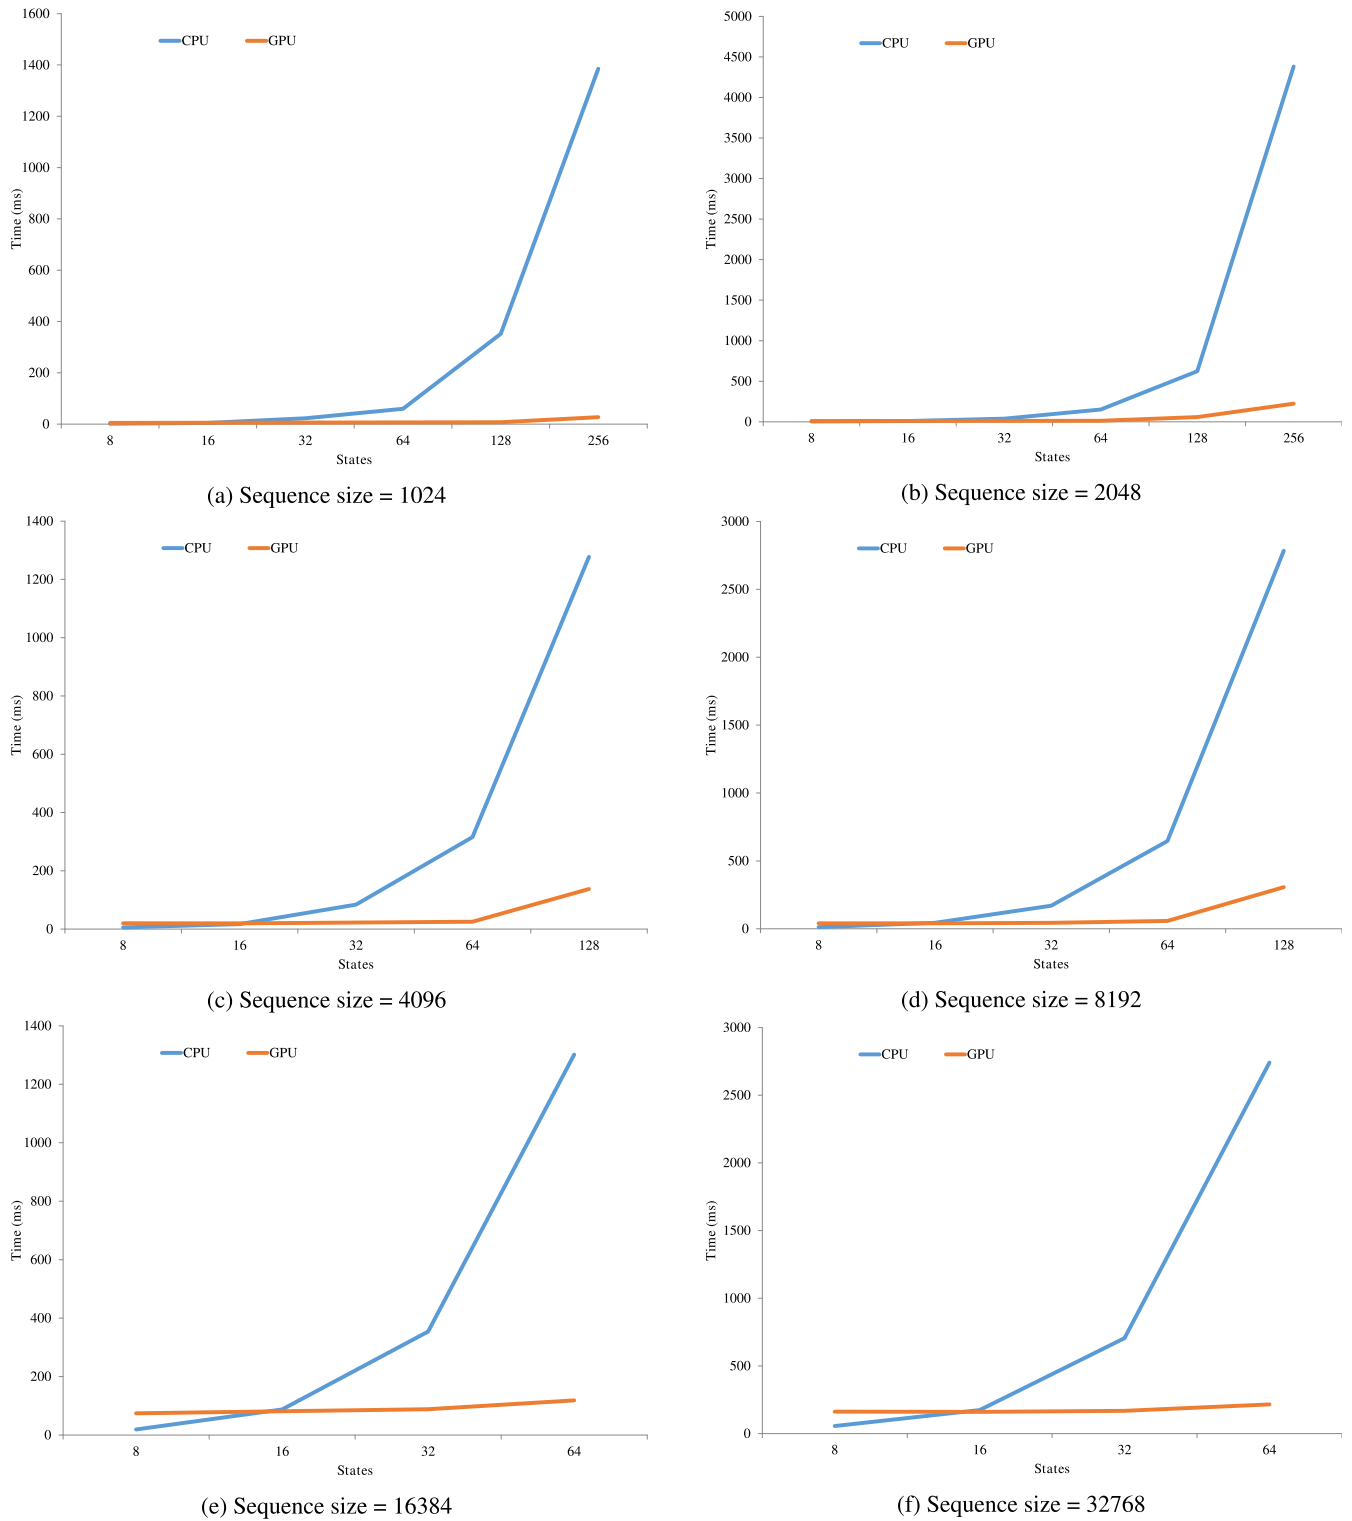 1600
1400
1200
1000
800
600
400
200
0
Time (ms)
CPU GPU
8 16 32 64 128 256
States
(a) Sequence size = 1024
5000
4500
4000
3500
3000
2500
2000
1500
1000
500
0
Time (ms)
CPU GPU
8 16 32 64 128 256
States
(b) Sequence size = 2048
1400
1200
1000
800
600
400
200
0
Time (ms)
CPU GPU
8 16 32 64 128
States
(c) Sequence size = 4096
3000
2500
2000
1500
1000
500
0
Time (ms)
CPU GPU
8 16 32 64 128
States
(d) Sequence size = 8192
1400
1200
1000
800
600
400
200
0
Time (ms)
CPU GPU
8 16 32 64
States
(e) Sequence size = 16384
3000
2500
2000
1500
1000
500
0
Time (ms)
CPU GPU
8 16 32 64
States
(f) Sequence size = 32768